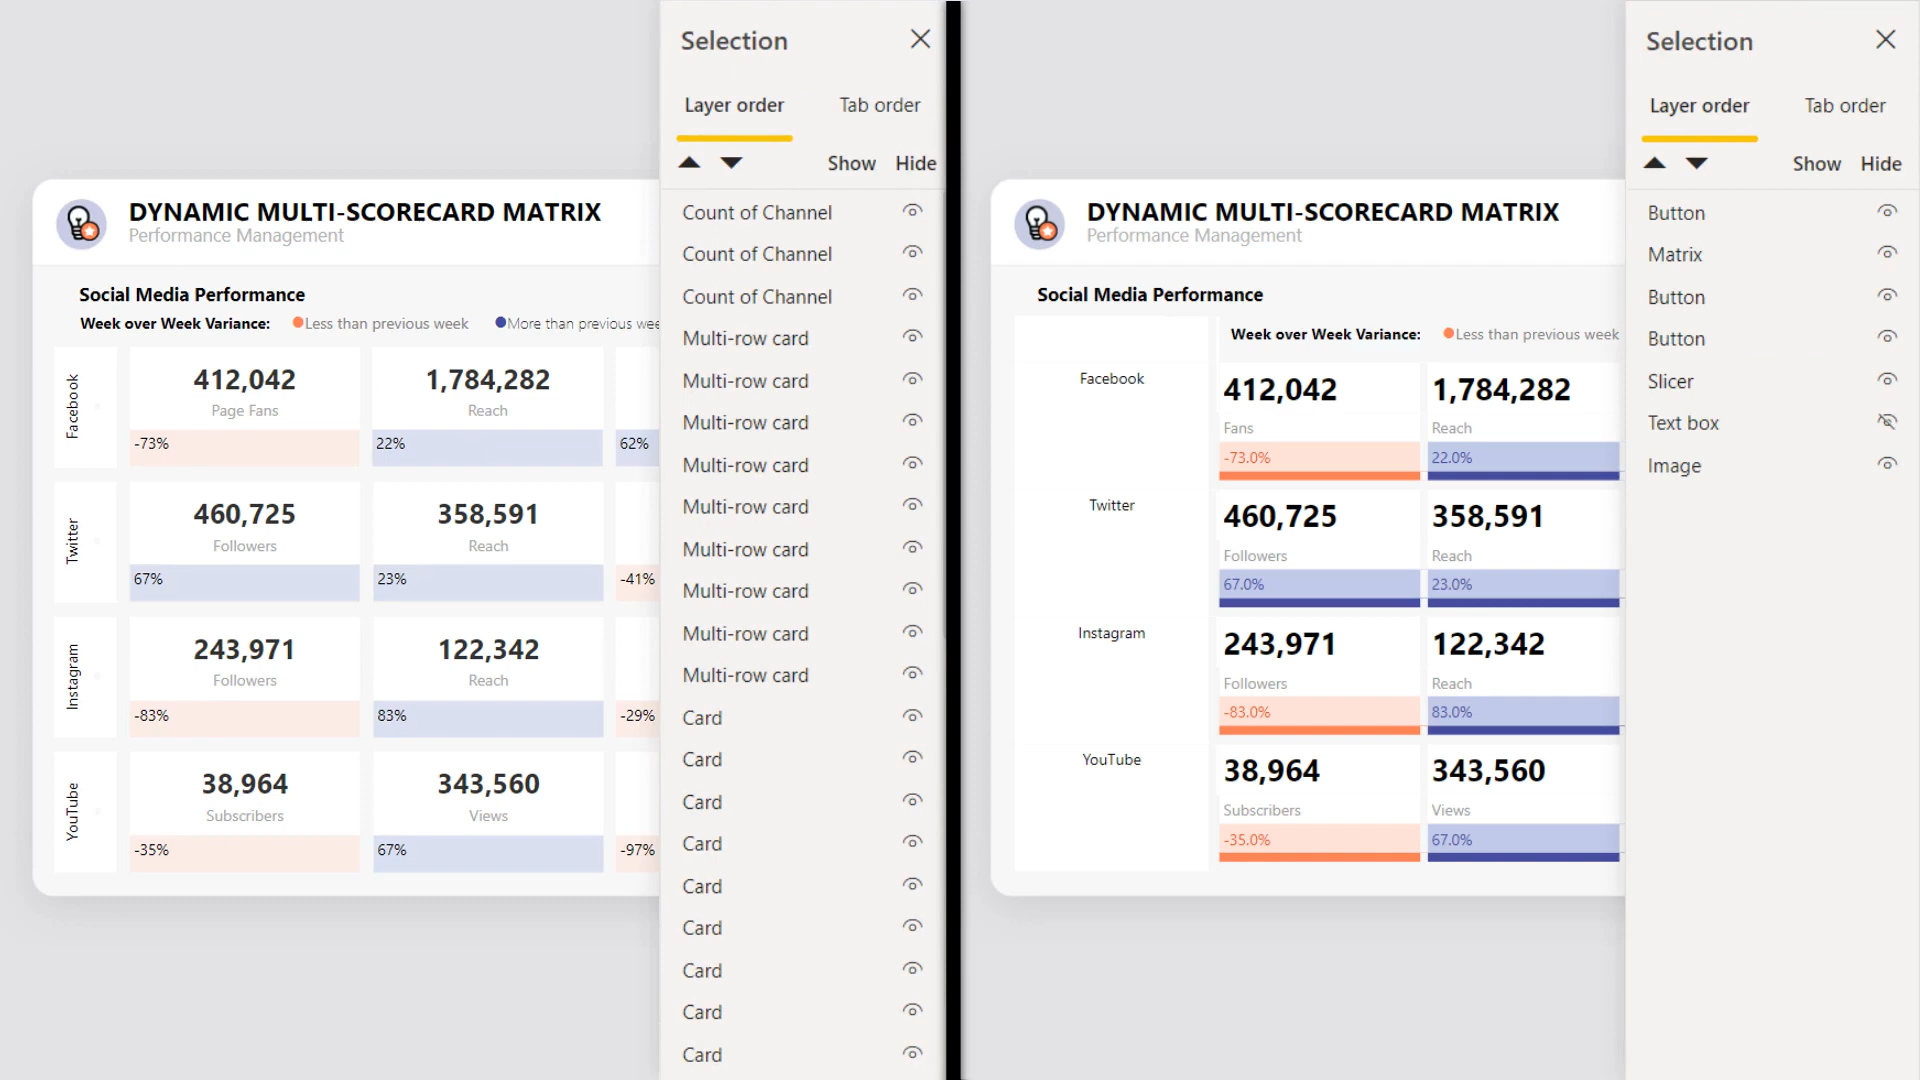 DYNAMIC MULTI-SCORECARD MATRIX
Performance Management
Social Media Performance
Week over Week Variance: Less than previous week More than previous wee
Facebook
412,042
Page Fans
-73%
1,784,282
Reach
22%
62%
Twitter
460,725
Followers
67%
358,591
Reach
23%
-41%
Instagram
243,971
Followers
-83%
122,342
Reach
83%
-29%
YouTube
38,964
Subscribers
-35%
343,560
Views
67%
-97%
Selection
Layer order Tab order
Show Hide
Count of Channel
Count of Channel
Count of Channel
Multi-row card
Multi-row card
Multi-row card
Multi-row card
Multi-row card
Multi-row card
Multi-row card
Multi-row card
Multi-row card
Card
Card
Card
Card
Card
Card
Card
Card
Card
DYNAMIC MULTI-SCORECARD MATRIX
Performance Management
Social Media Performance
Week over Week Variance: Less than previous week
Facebook
412,042
Fans
-73.0%
1,784,282
Reach
22.0%
Twitter
460,725
Followers
67.0%
358,591
Reach
23.0%
Instagram
243,971
Followers
-83.0%
122,342
Reach
83.0%
YouTube
38,964
Subscribers
-35.0%
343,560
Views
67.0%
Selection
Layer order Tab order
Show Hide
Button
Matrix
Button
Button
Slicer
Text box
Image